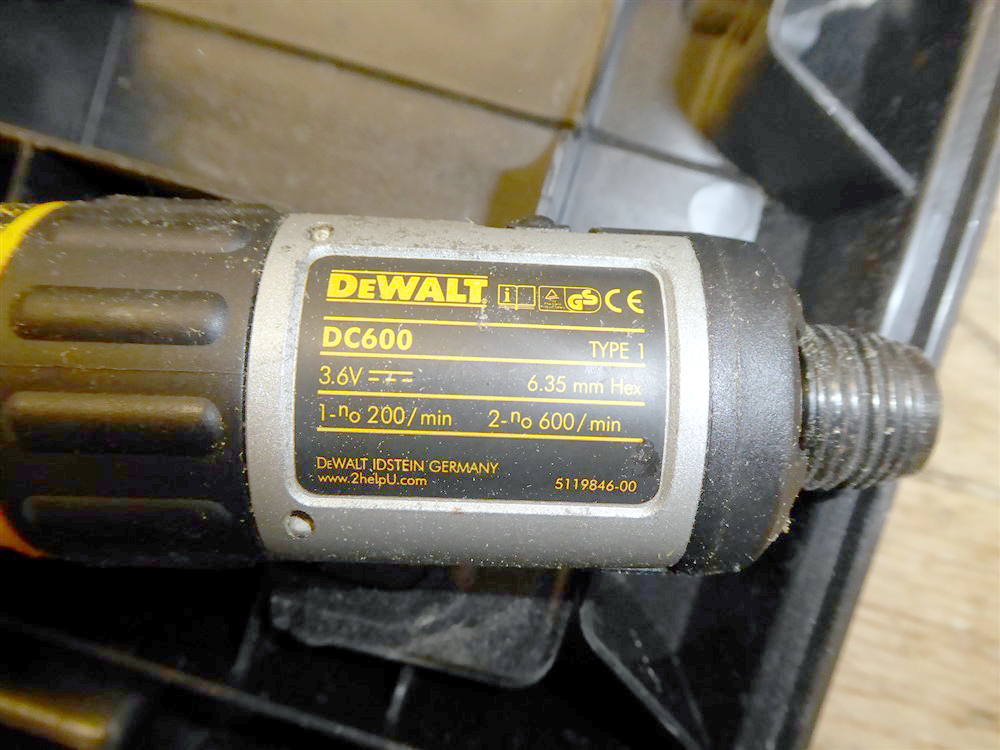 DEWALT i GS CE
DC600 TYPE 1
3.6V 6.35 mm Hex
1-no 200/min 2-no 600/min
DEWALT IDSTEIN GERMANY
www.2helpU.com 5119846-00